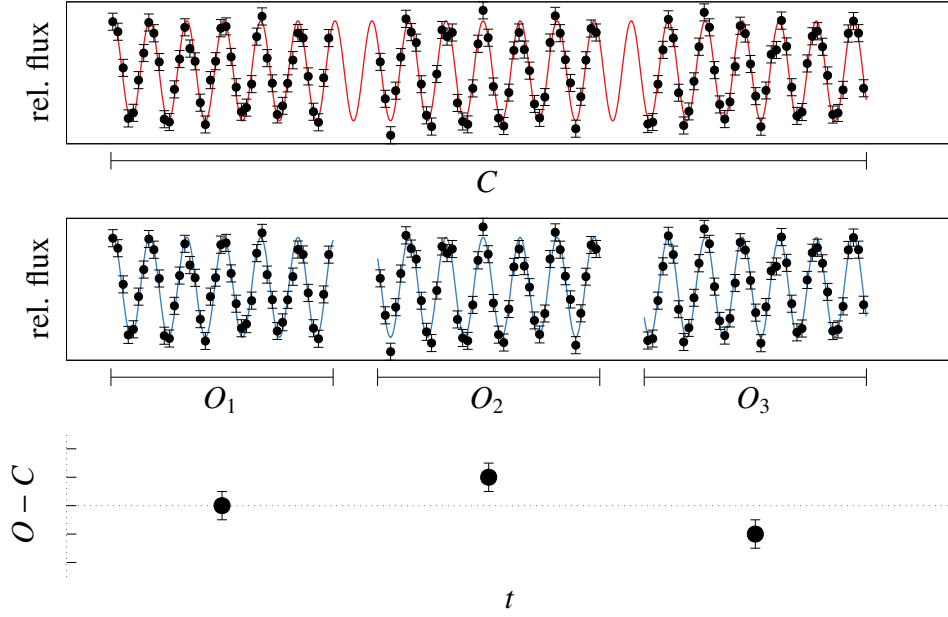 rel. flux
C
rel. flux
O₁ O₂ O₃
O − C
t